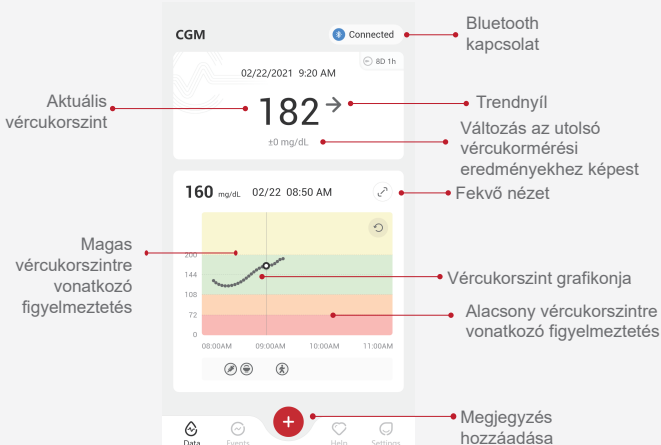 CGM
Connected
Bluetooth
kapcsolat
8D 1h
02/22/2021 9:20 AM
Aktuális
vércukorszint
182
Trendnyíl
±0 mg/dL
Változás az utolsó
vércukormérési
eredményekhez képest
160 mg/dL 02/22 08:50 AM
Fekvő nézet
Magas
vércukorszintre
vonatkozó
figyelmeztetés
200
144
108
72
0
Vércukorszint grafikonja
Alacsony vércukorszintre
vonatkozó figyelmeztetés
08:00AM 09:00AM 10:00AM 11:00AM
Megjegyzés
hozzáadása
Data Events Help Settings